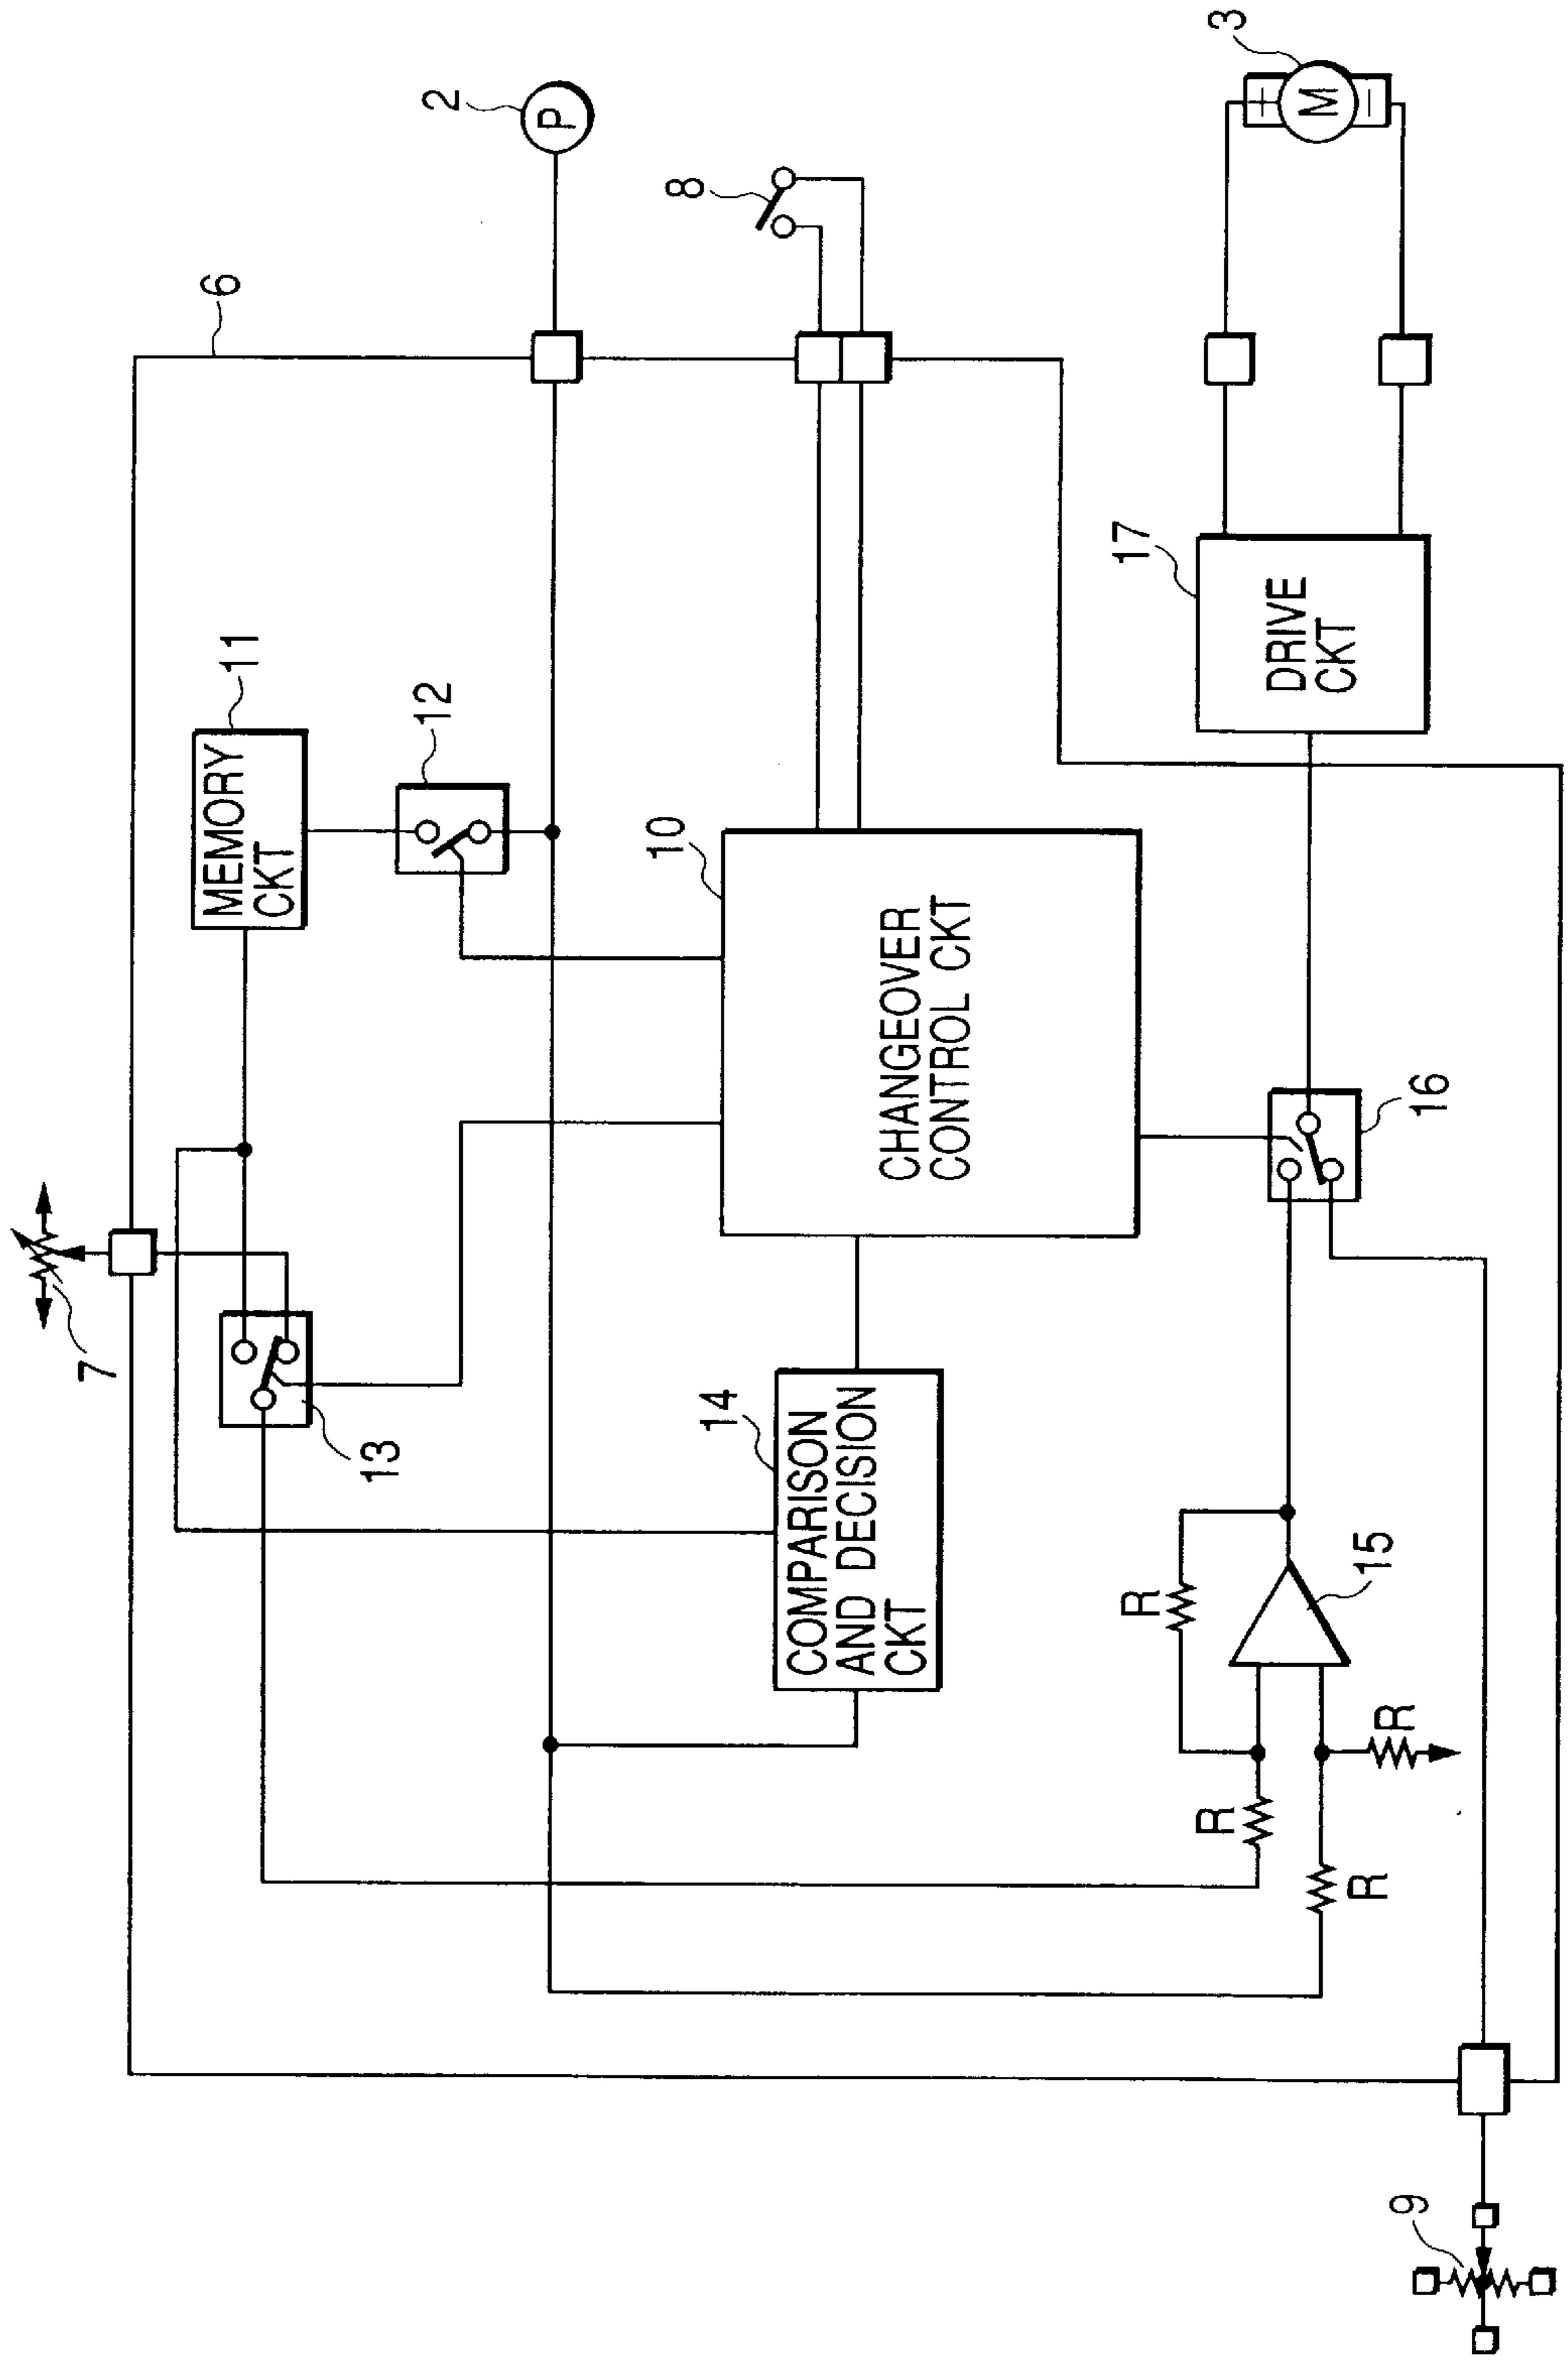 7
6
2
P
8
3
+
M
−
11
MEMORY
CKT
12
13
10
CHANGEOVER
CONTROL CKT
14
COMPARISON
AND DECISION
CKT
17
DRIVE
CKT
16
15
R
R
R
R
9